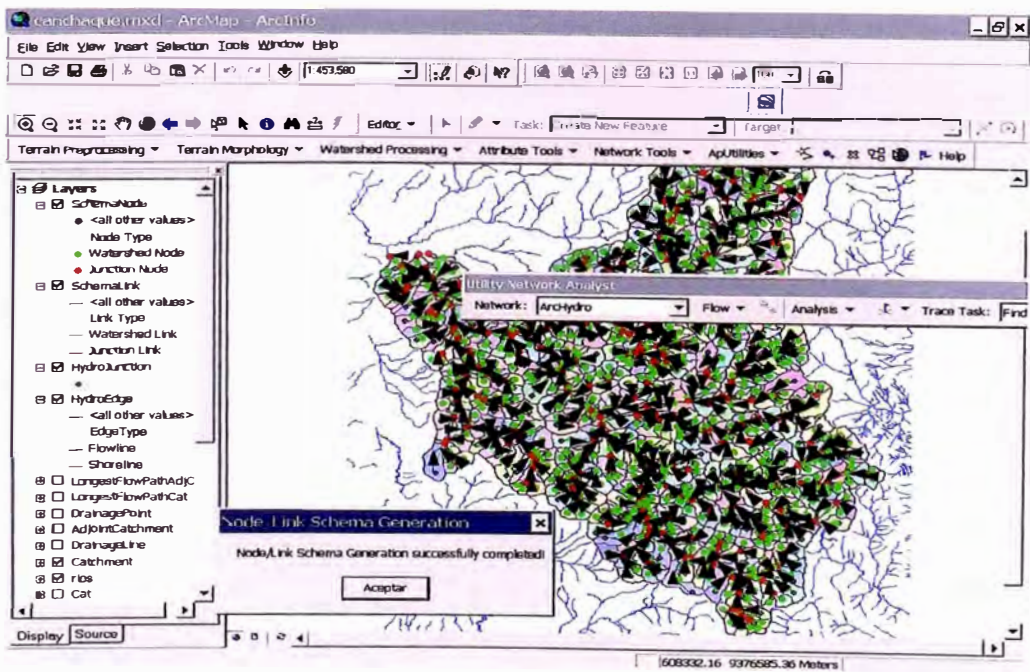 canchaque.mxd - ArcMap - ArcInfo
File Edit View Insert Selection Tools Window Help
1:453,580
Editor Task: Create New Feature Target:
Terrain Preprocessing Terrain Morphology Watershed Processing Attribute Tools Network Tools ApUtilities Help
Layers
SchemaNode
<all other values>
Node Type
Watershed Node
Junction Node
SchemaLink
<all other values>
Link Type
Watershed Link
Junction Link
HydroJunction
HydroEdge
<all other values>
EdgeType
Flowline
Shoreline
LongestFlowPathAdjC
LongestFlowPathCat
DrainagePoint
AdjointCatchment
DrainageLine
Catchment
rios
Cat
Display Source
Utility Network Analyst
Network: ArcHydro Flow Analysis Trace Task: Find
Node-Link Schema Generation
Node/Link Schema Generation successfully completed!
Aceptar
608332.16 9376585.36 Meters